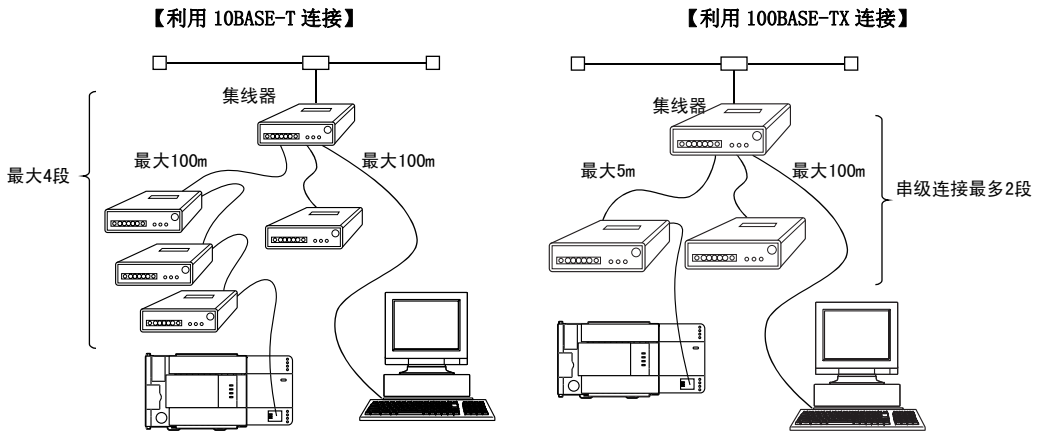 【利用 10BASE-T 连接】
集线器
最大100m
最大100m
最大4段
【利用 100BASE-TX 连接】
集线器
最大5m
最大100m
串级连接最多2段